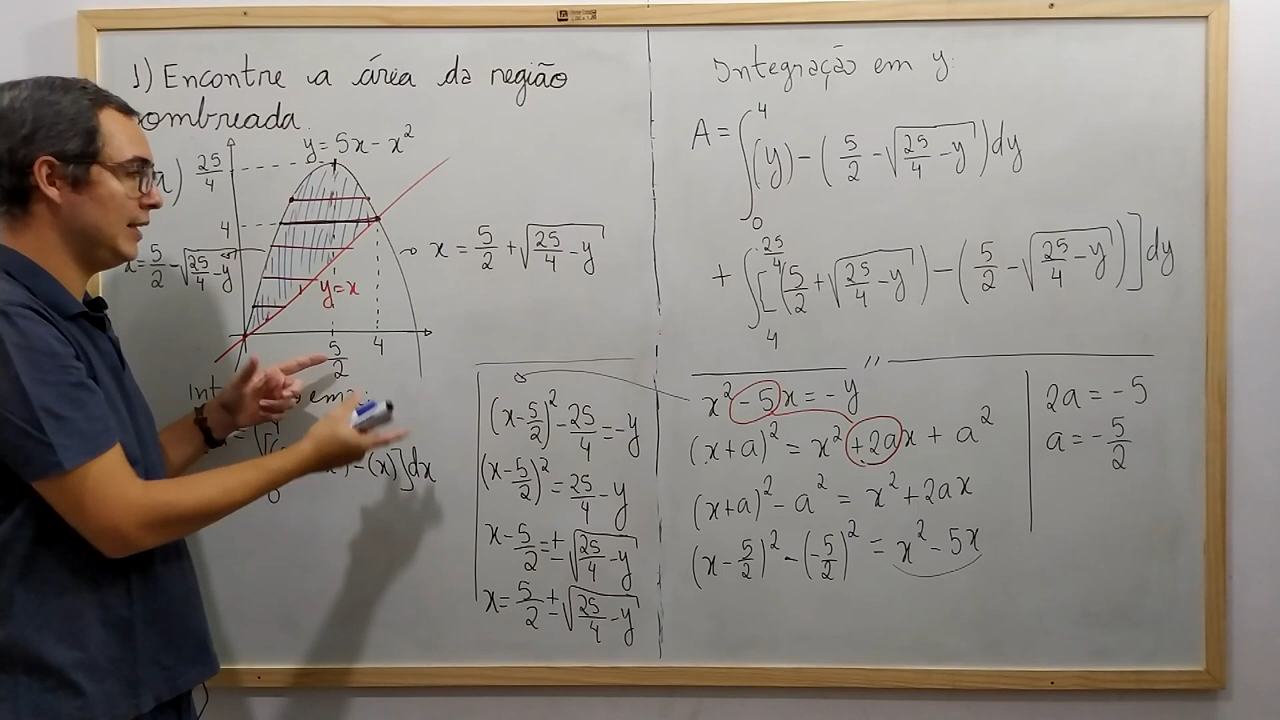 1) Encontre a área da região
sombreada.
a) 25/4
y = 5x - x²
4
x = 5/2 - √(25/4 - y)
x = 5/2 + √(25/4 - y)
y = x
5/2 4
dx
(x - 5/2)² - 25/4 = -y
(x - 5/2)² = 25/4 - y
x - 5/2 = ± √(25/4 - y)
x = 5/2 ± √(25/4 - y)
Integração em y:
A = ∫₀⁴ (y) - (5/2 - √(25/4 - y)) dy
+ ∫₄^(25/4) [(5/2 + √(25/4 - y)) - (5/2 - √(25/4 - y))] dy
x² - 5x = -y
(x + a)² = x² + 2ax + a²
(x + a)² - a² = x² + 2ax
(x - 5/2)² - (-5/2)² = x² - 5x
2a = -5
a = -5/2